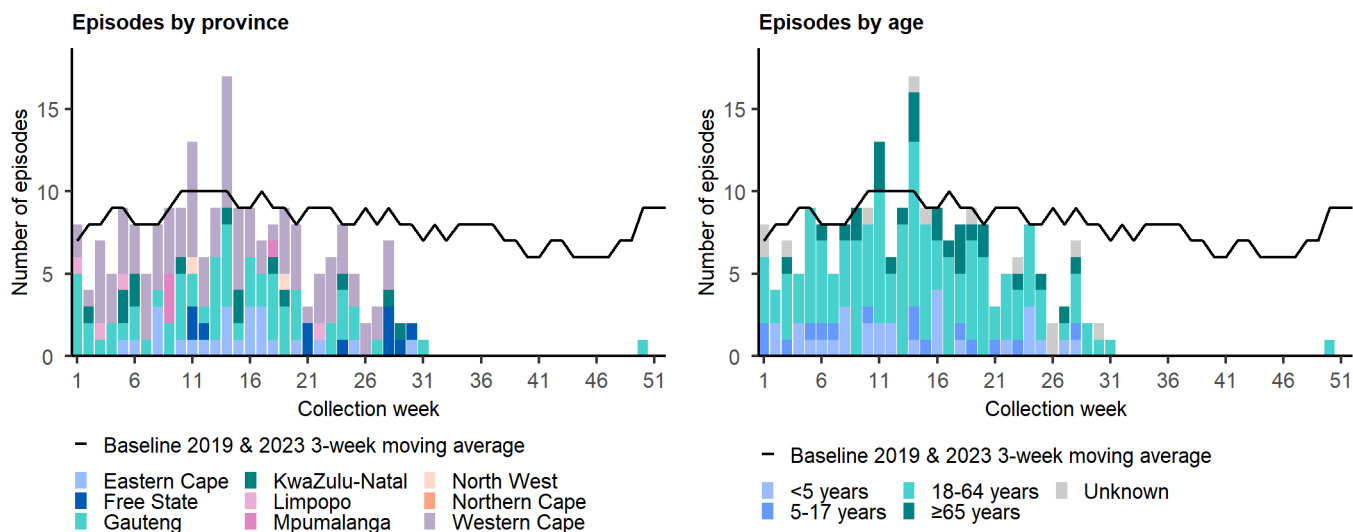 Episodes by province
Number of episodes
15
10
5
0
1 6 11 16 21 26 31 36 41 46 51
Collection week
Baseline 2019 & 2023 3-week moving average
Eastern Cape KwaZulu-Natal North West
Free State Limpopo Northern Cape
Gauteng Mpumalanga Western Cape
Episodes by age
Number of episodes
15
10
5
0
1 6 11 16 21 26 31 36 41 46 51
Collection week
Baseline 2019 & 2023 3-week moving average
<5 years 18-64 years Unknown
5-17 years ≥65 years